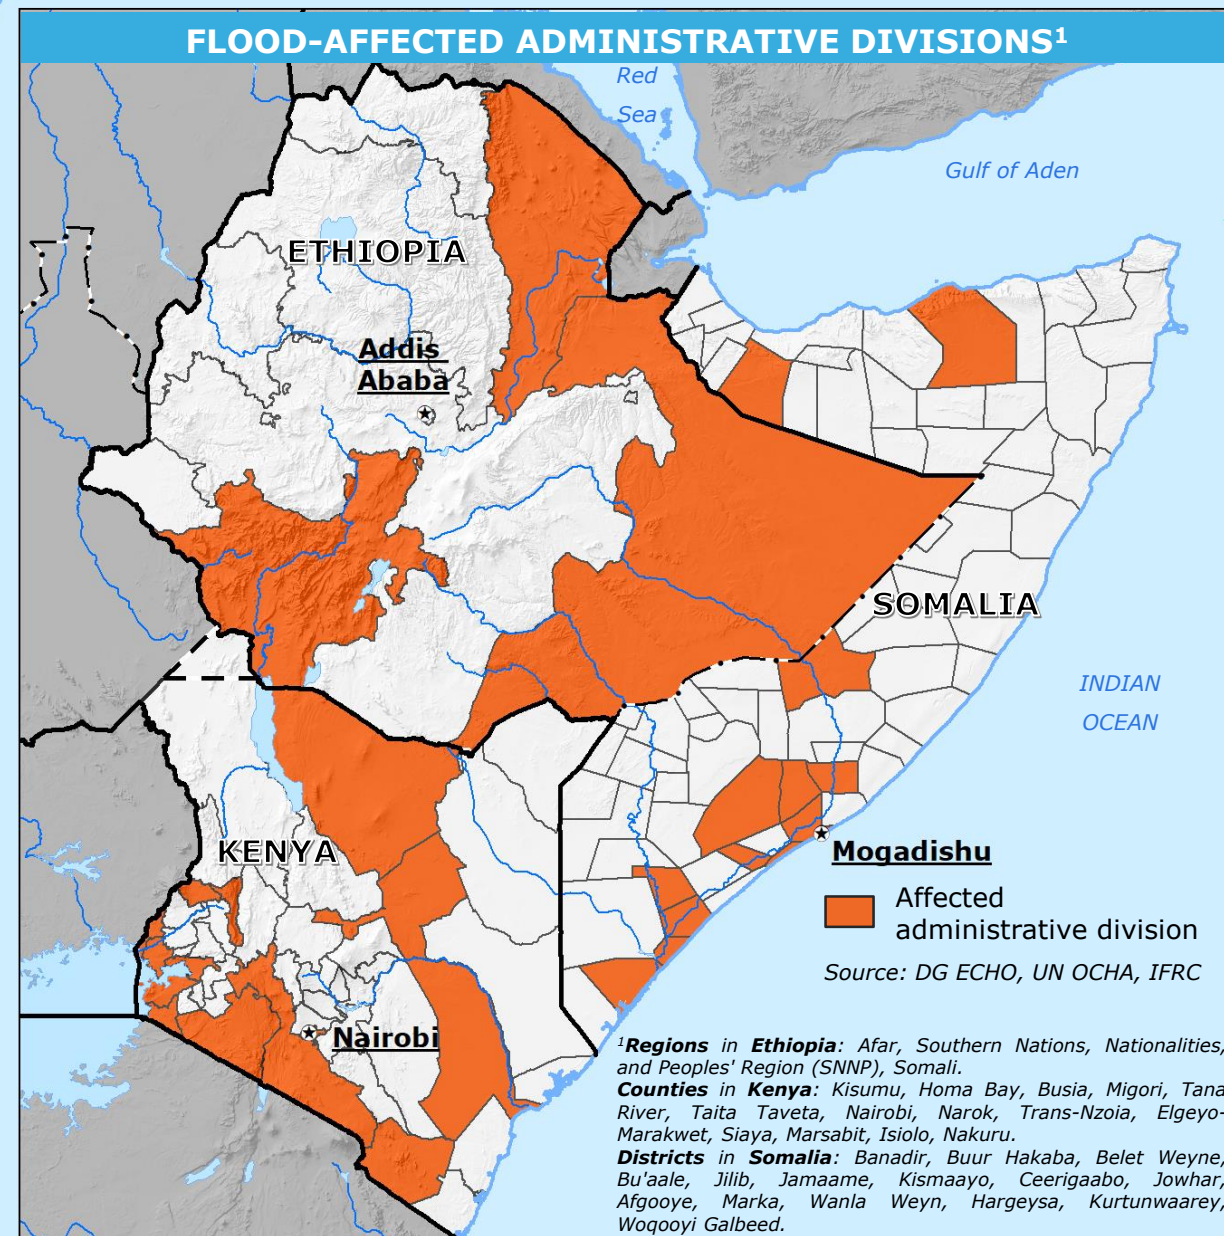 FLOOD-AFFECTED ADMINISTRATIVE DIVISIONS¹
Red
Sea
Gulf of Aden
ETHIOPIA
Addis
Ababa
SOMALIA
INDIAN
OCEAN
KENYA
Mogadishu
Affected
administrative division
Source: DG ECHO, UN OCHA, IFRC
Nairobi
¹Regions in Ethiopia: Afar, Southern Nations, Nationalities,
and Peoples' Region (SNNP), Somali.
Counties in Kenya: Kisumu, Homa Bay, Busia, Migori, Tana
River, Taita Taveta, Nairobi, Narok, Trans-Nzoia, Elgeyo-
Marakwet, Siaya, Marsabit, Isiolo, Nakuru.
Districts in Somalia: Banadir, Buur Hakaba, Belet Weyne,
Bu'aale, Jilib, Jamaame, Kismaayo, Ceerigaabo, Jowhar,
Afgooye, Marka, Wanla Weyn, Hargeysa, Kurtunwaarey,
Woqooyi Galbeed.